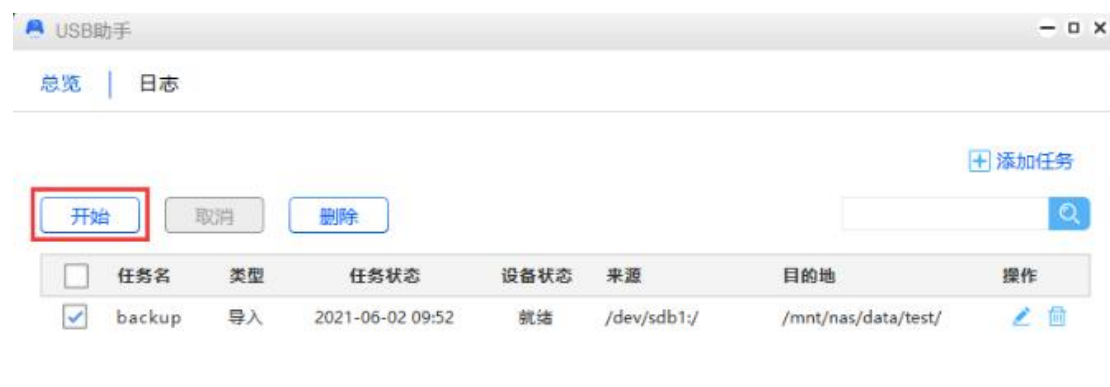 USB助手
总览 日志
添加任务
开始 取消 删除
任务名 类型 任务状态 设备状态 来源 目的地 操作
backup 导入 2021-06-02 09:52 就绪 /dev/sdb1:/ /mnt/nas/data/test/